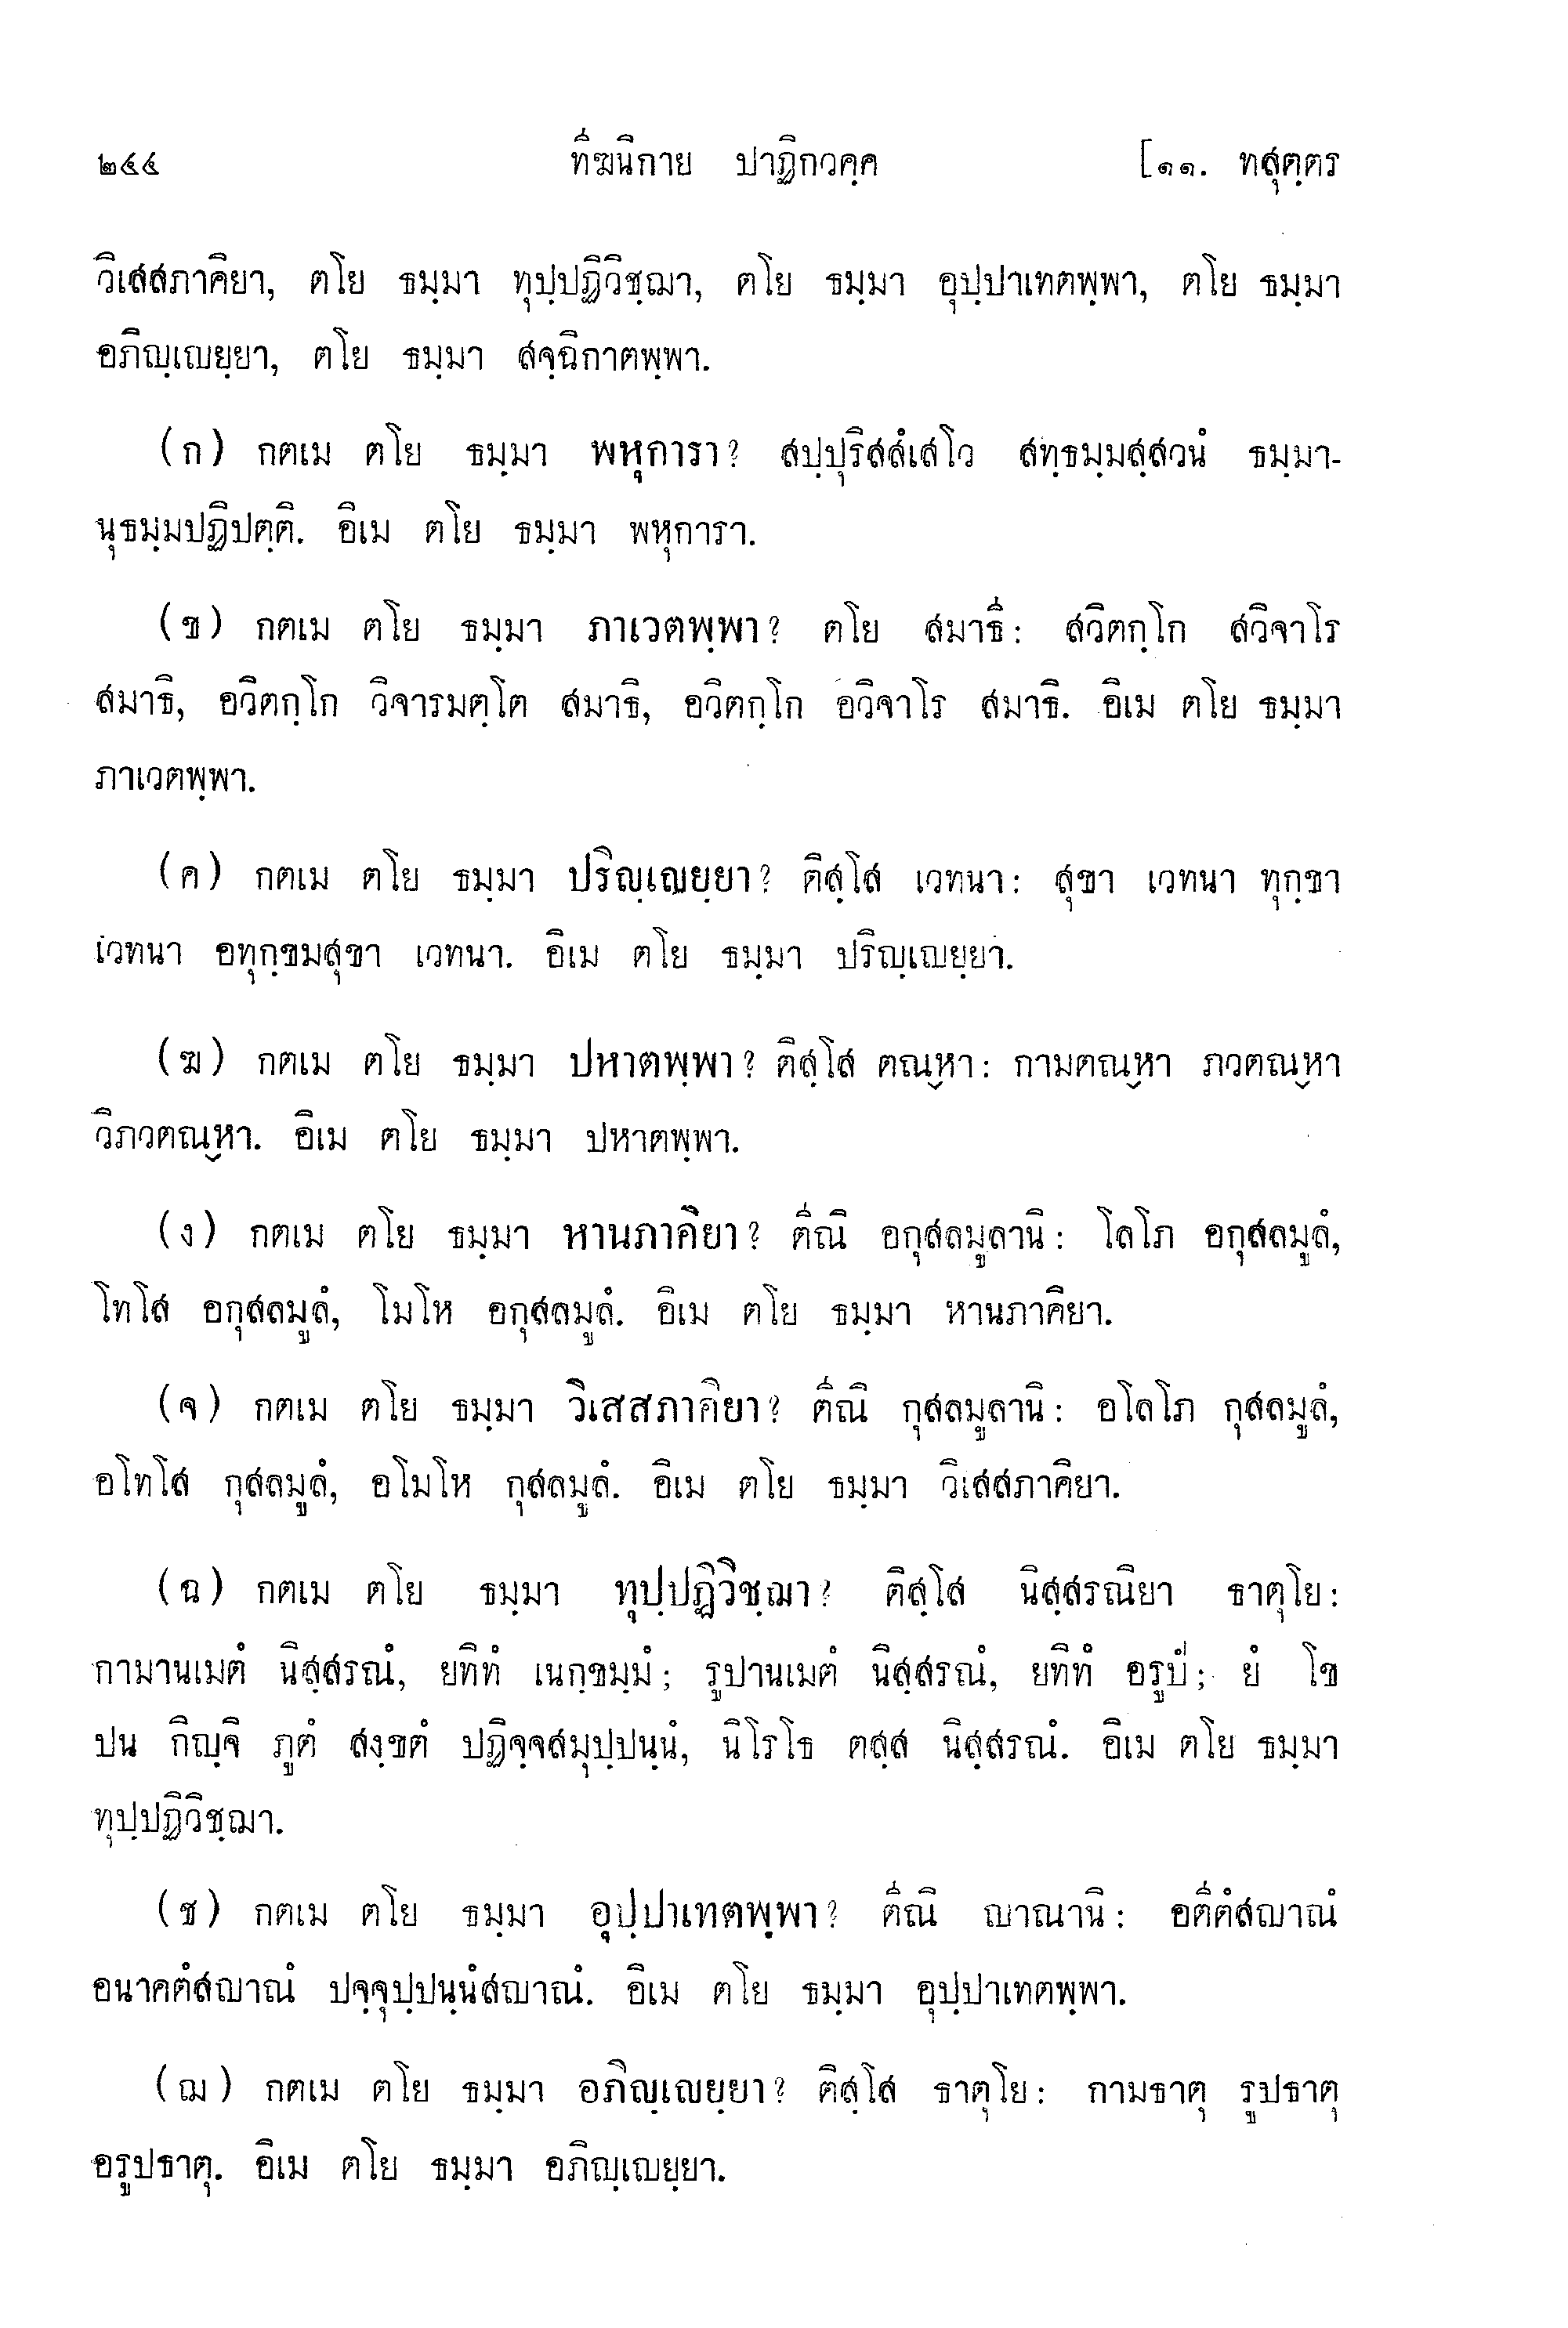 ๒๔๔ ทีฆนิกาย ปาฏิกวคฺค [๑๑. ทสุตฺตร
วิเสสภาคิยา, ตโย ธมฺมา ทุปฺปฏิวิชฺฌา, ตโย ธมฺมา อุปฺปาเทตพฺพา, ตโย ธมฺมา
อภิญฺเญยฺยา, ตโย ธมฺมา สจฺฉิกาตพฺพา.
(ก) กตเม ตโย ธมฺมา พหุการา? สปฺปุริสสํเสโว สทฺธมฺมสฺสวนํ ธมฺมา-
นุธมฺมปฏิปตฺติ. อิเม ตโย ธมฺมา พหุการา.
(ข) กตเม ตโย ธมฺมา ภาเวตพฺพา? ตโย สมาธี: สวิตกฺโก สวิจาโร
สมาธิ, อวิตกฺโก วิจารมตฺโต สมาธิ, อวิตกฺโก อวิจาโร สมาธิ. อิเม ตโย ธมฺมา
ภาเวตพฺพา.
(ค) กตเม ตโย ธมฺมา ปริญฺเญยฺยา? ติสฺโส เวทนา: สุขา เวทนา ทุกฺขา
เวทนา อทุกฺขมสุขา เวทนา. อิเม ตโย ธมฺมา ปริญฺเญยฺยา.
(ฆ) กตเม ตโย ธมฺมา ปหาตพฺพา? ติสฺโส ตณฺหา: กามตณฺหา ภวตณฺหา
วิภวตณฺหา. อิเม ตโย ธมฺมา ปหาตพฺพา.
(ง) กตเม ตโย ธมฺมา หานภาคิยา? ตีณิ อกุสลมูลานิ: โลโภ อกุสลมูลํ,
โทโส อกุสลมูลํ, โมโห อกุสลมูลํ. อิเม ตโย ธมฺมา หานภาคิยา.
(จ) กตเม ตโย ธมฺมา วิเสสภาคิยา? ตีณิ กุสลมูลานิ: อโลโภ กุสลมูลํ,
อโทโส กุสลมูลํ, อโมโห กุสลมูลํ. อิเม ตโย ธมฺมา วิเสสภาคิยา.
(ฉ) กตเม ตโย ธมฺมา ทุปฺปฏิวิชฺฌา? ติสฺโส นิสฺสรณิยา ธาตุโย:
กามานเมตํ นิสฺสรณํ, ยทิทํ เนกฺขมฺมํ; รูปานเมตํ นิสฺสรณํ, ยทิทํ อรูปํ; ยํ โข
ปน กิญฺจิ ภูตํ สงฺขตํ ปฏิจฺจสมุปฺปนฺนํ, นิโรโธ ตสฺส นิสฺสรณํ. อิเม ตโย ธมฺมา
ทุปฺปฏิวิชฺฌา.
(ช) กตเม ตโย ธมฺมา อุปฺปาเทตพฺพา? ตีณิ ญาณานิ: อตีตํสญาณํ
อนาคตํสญาณํ ปจฺจุปฺปนฺนํสญาณํ. อิเม ตโย ธมฺมา อุปฺปาเทตพฺพา.
(ฌ) กตเม ตโย ธมฺมา อภิญฺเญยฺยา? ติสฺโส ธาตุโย: กามธาตุ รูปธาตุ
อรูปธาตุ. อิเม ตโย ธมฺมา อภิญฺเญยฺยา.